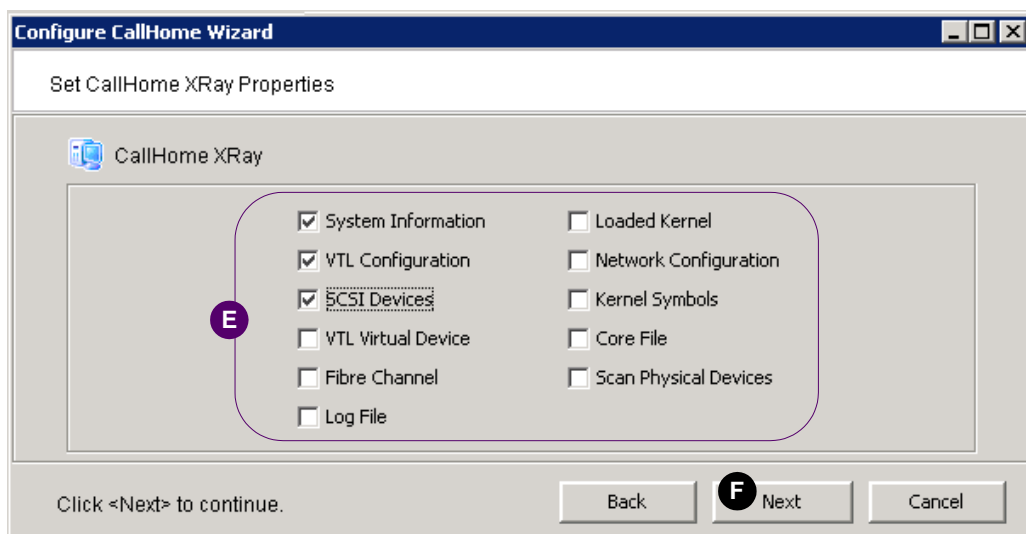 Configure CallHome Wizard
Set CallHome XRay Properties
CallHome XRay
System Information
Loaded Kernel
VTL Configuration
Network Configuration
SCSI Devices
Kernel Symbols
E
VTL Virtual Device
Core File
Fibre Channel
Scan Physical Devices
Log File
Click <Next> to continue.
Back
F
Next
Cancel